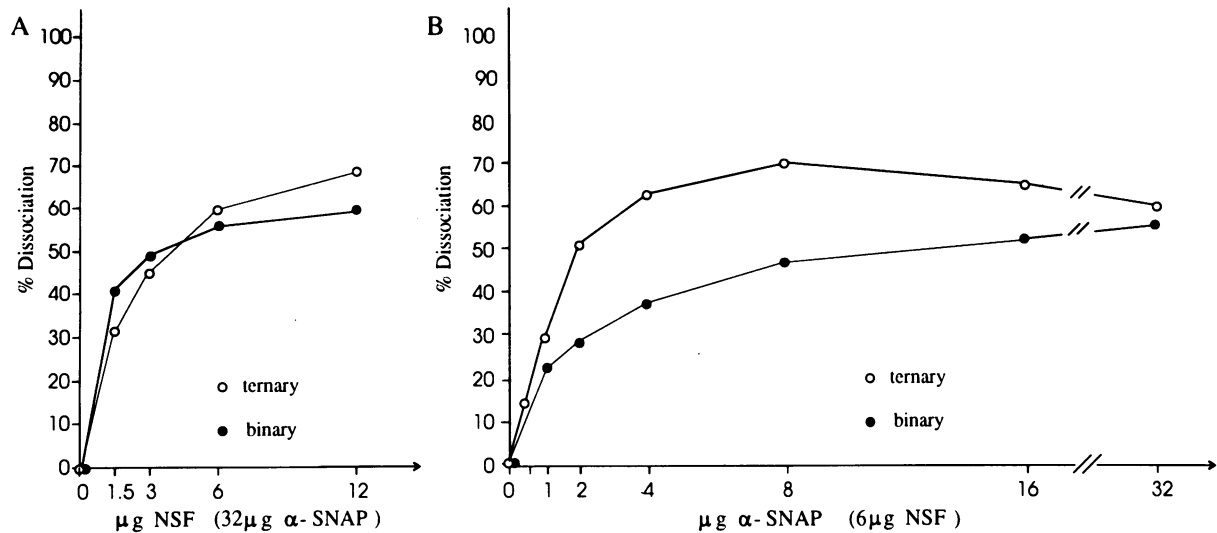 A
100
90
80
70
60
50
40
30
20
10
0
% Dissociation
ternary
binary
0 1.5 3 6 12
μg NSF (32μg α-SNAP)
B
100
90
80
70
60
50
40
30
20
10
0
% Dissociation
ternary
binary
0 1 2 4 8 16 32
μg α-SNAP (6μg NSF)